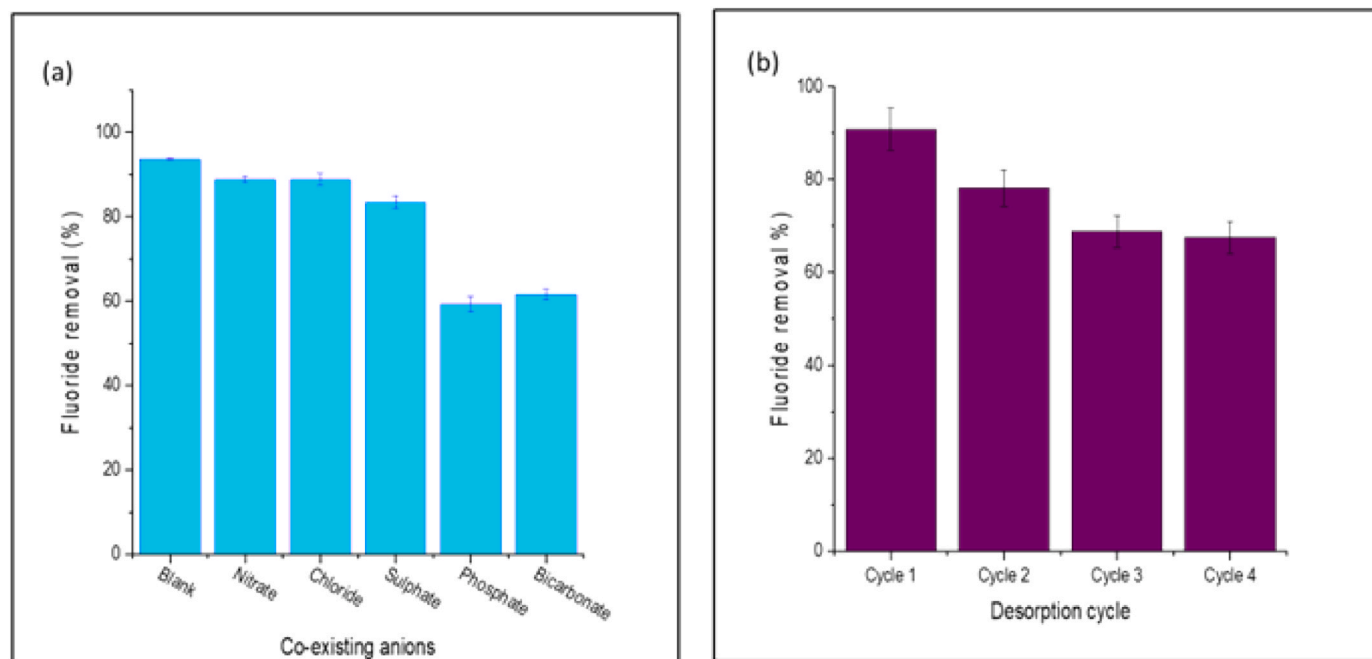 (a)
Fluoride removal (%)
100
80
60
40
20
0
Blank
Nitrate
Chloride
Sulphate
Phosphate
Bicarbonate
Co-existing anions
(b)
Fluoride removal %)
100
80
60
40
20
0
Cycle 1
Cycle 2
Cycle 3
Cycle 4
Desorption cycle